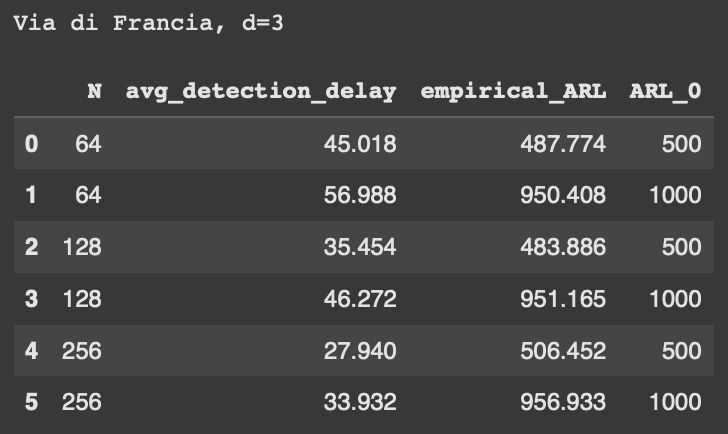 Via di Francia, d=3
N avg_detection_delay empirical_ARL ARL_0
0 64 45.018 487.774 500
1 64 56.988 950.408 1000
2 128 35.454 483.886 500
3 128 46.272 951.165 1000
4 256 27.940 506.452 500
5 256 33.932 956.933 1000